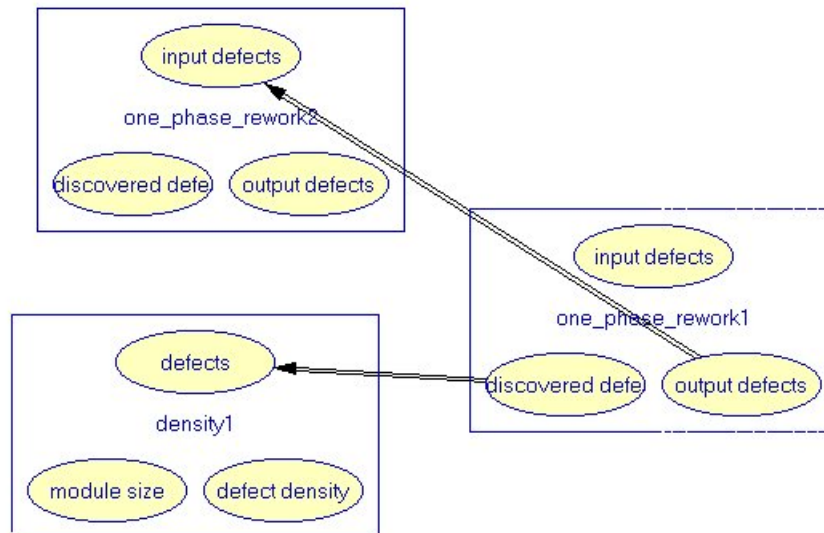 input defects
one_phase_rework2
discovered defe
output defects
input defects
one_phase_rework1
discovered defe
output defects
defects
density1
module size
defect density